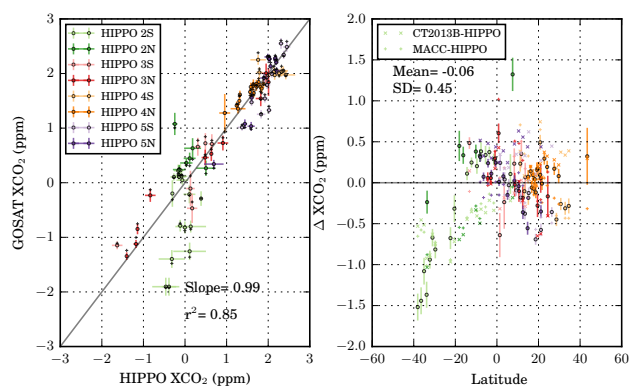 HIPPO 2S
HIPPO 2N
HIPPO 3S
HIPPO 3N
HIPPO 4S
HIPPO 4N
HIPPO 5S
HIPPO 5N
Slope= 0.99
r²= 0.85
GOSAT XCO₂ (ppm)
3
2
1
0
−1
−2
−3
−3 −2 −1 0 1 2 3
HIPPO XCO₂ (ppm)
CT2013B-HIPPO
MACC-HIPPO
Mean= -0.06
SD= 0.45
Δ XCO₂ (ppm)
2.0
1.5
1.0
0.5
0.0
−0.5
−1.0
−1.5
−2.0
−60 −40 −20 0 20 40 60
Latitude